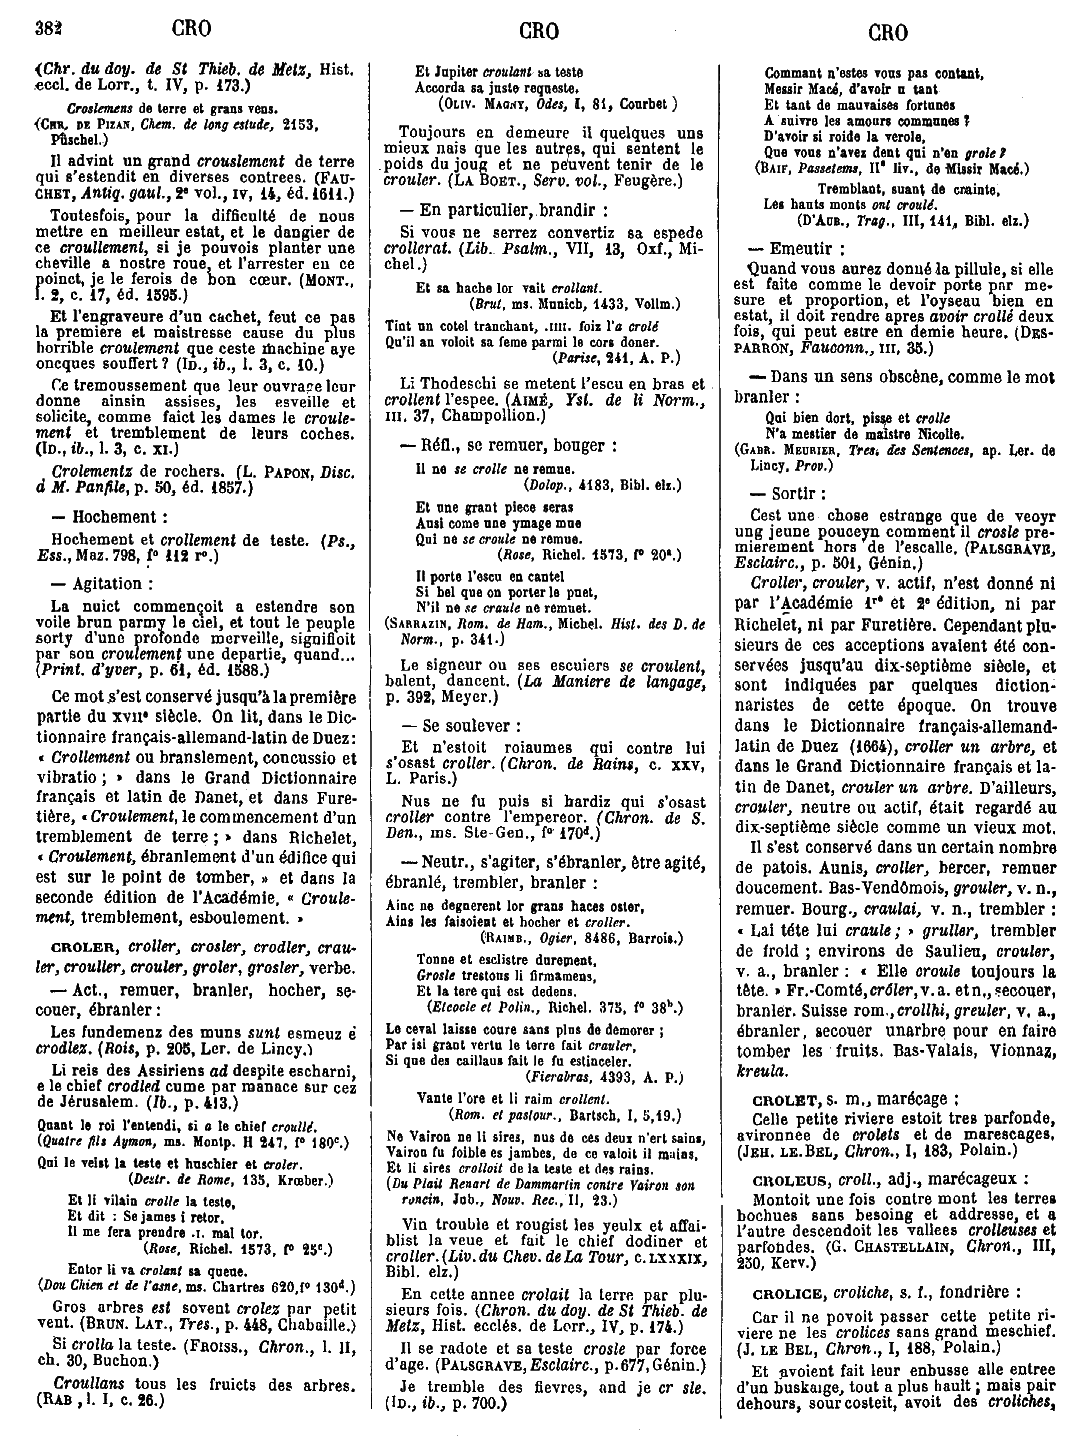 382 CRO
CRO
CRO
(Chr. du doy. de St Thieb. de Metz, Hist.
eccl. de Lorr., t. IV, p. 173.)
Croslemens de terre et grans vens.
(CHR. DE PIZAN, Chem. de long estude, 2153,
Püschel.)
Il advint un grand crouslement de terre
qui s'estendit en diverses contrees. (FAU-
CHET, Antiq. gaul., 2e vol., IV, 14, éd. 1611.)
Toutesfois, pour la difficulté de nous
mettre en meilleur estat, et le dangier de
ce croullement, si je pouvois planter une
cheville a nostre roue, et l'arrester en ce
poinct, je le ferois de bon cœur. (MONT.,
l. 2, c. 17, éd. 1595.)
Et l'engraveure d'un cachet, feut ce pas
la premiere et maistresse cause du plus
horrible croulement que ceste machine aye
oncques souffert ? (ID., ib., l. 3, c. 10.)
Ce tremoussement que leur ouvrage leur
donne ainsin assises, les esveille et
solicite, comme faict les dames le croule-
ment et tremblement de leurs coches.
(ID., ib., l. 3, c. XI.)
Crolementz de rochers. (L. PAPON, Disc.
d M. Panfile, p. 50, éd. 1857.)
— Hochement :
Hochement et crollement de teste. (Ps.,
Ess., Maz. 798, fo 112 ro.)
— Agitation :
La nuict commençoit a estendre son
voile brun parmy le ciel, et tout le peuple
sorty d'une profonde merveille, signifioit
par son croulement une departie, quand...
(Print. d'yver, p. 61, éd. 1588.)
Ce mot s'est conservé jusqu'à la première
partie du XVIIe siècle. On lit, dans le Dic-
tionnaire français-allemand-latin de Duez:
« Crollement ou branslement, concussio et
vibratio ; » dans le Grand Dictionnaire
français et latin de Danet, et dans Fure-
tière, « Croulement, le commencement d'un
tremblement de terre ; » dans Richelet,
« Croulement, ébranlement d'un édifice qui
est sur le point de tomber, » et dans la
seconde édition de l'Académie, « Croule-
ment, tremblement, esboulement. »
CROLER, croller, crosler, crodler, crau-
ler, crouller, crouler, groler, grosler, verbe.
— Act., remuer, branler, hocher, se-
couer, ébranler :
Les fundemenz des muns sunt esmeuz é
crodlez. (Rois, p. 205, Ler. de Lincy.)
Li reis des Assiriens ad despite escharni,
e le chief crodled cume par manace sur cez
de Jérusalem. (Ib., p. 413.)
Quant le roi l'entendi, si a le chief croullé.
(Quatre fils Aymon, ms. Montp. H 247, fo 180c.)
Qui le veist la teste et huschier et croler.
(Destr. de Rome, 135, Krœber.)
Et li vilain crolle la teste,
Et dit : Se james i retor,
Il me fera prendre .I. mal tor.
(Rose, Richel. 1573, fo 25c.)
Entor li va crolant sa queue.
(Dou Chien et de l'asne, ms. Chartres 620, fo 130d.)
Gros arbres est sovent crolez par petit
vent. (BRUN. LAT., Tres., p. 448, Chabaille.)
Si crolla la teste. (FROISS., Chron., l. II,
ch. 30, Buchon.)
Croullans tous les fruicts des arbres.
(RAB , l. I, c. 26.)
Et Jupiter croulant sa teste
Accorda sa juste requeste.
(OLIV. MAGNY, Odes, I, 81, Courbet )
Toujours en demeure il quelques uns
mieux nais que les autres, qui sentent le
poids du joug et ne peuvent tenir de le
crouler. (LA BOET., Serv. vol., Feugère.)
— En particulier, brandir :
Si vous ne serrez convertiz sa espede
crollerat. (Lib. Psalm., VII, 13, Oxf., Mi-
chel.)
Et sa hache lor vait crollant.
(Brut, ms. Munich, 1433, Vollm.)
Tint un cotel tranchant, .IIII. foiz l'a crolé
Qu'il an voloit sa feme parmi le cors doner.
(Parise, 241, A. P.)
Li Thodeschi se metent l'escu en bras et
crollent l'espee. (AIMÉ, Yst. de li Norm.,
III. 37, Champollion.)
— Réfl., se remuer, bouger :
Il ne se crolle ne remue.
(Dolop., 4183, Bibl. elz.)
Et une grant piece seras
Ausi come une ymage mue
Qui ne se croule ne remue.
(Rose, Richel. 1573, fo 20a.)
Il porte l'escu en cantel
Si bel que on porter le puet,
N'il ne se craule ne remuet.
(SARRAZIN, Rom. de Ham., Michel. Hist. des D. de
Norm., p. 341.)
Le signeur ou ses escuiers se croulent,
balent, dancent. (La Maniere de langage,
p. 392, Meyer.)
— Se soulever :
Et n'estoit roiaumes qui contre lui
s'osast croller. (Chron. de Rains, c. XXV,
L. Paris.)
Nus ne fu puis si hardiz qui s'osast
croller contre l'empereor. (Chron. de S.
Den., ms. Ste-Gen., fo 170d.)
— Neutr., s'agiter, s'ébranler, être agité,
ébranlé, trembler, branler :
Ainc ne degnerent lor grans haces oster,
Ains les faisoient et hocher et croller.
(RAIMB., Ogier, 8486, Barrois.)
Tonne et esclistre durement,
Grosle trestous li firmamens,
Et la tere qui est dedens.
(Eteocle et Polin., Richel. 375, fo 38b.)
Le ceval laisse coure sans plus de demorer ;
Par isi grant vertu le terre fait crauler,
Si que des caillaus fait le fu estinceler.
(Fierabras, 4393, A. P.)
Vante l'ore et li raim crollent.
(Rom. et pastour., Bartsch, I, 5,19.)
Ne Vairon ne li sires, nus de ces deux n'ert sains,
Vairon fu foible es jambes, de ce valoit il mains,
Et li sires crolloit de la teste et des rains.
(Du Plait Renart de Dammartin contre Vairon son
roncin, Jub., Nouv. Rec., II, 23.)
Vin trouble et rougist les yeulx et affai-
blist la veue et fait le chief dodiner et
croller. (Liv. du Chev. de La Tour, c. LXXXIX,
Bibl. elz.)
En cette annee crolait la terre par plu-
sieurs fois. (Chron. du doy. de St Thieb. de
Metz, Hist. ecclés. de Lorr., IV, p. 174.)
Il se radote et sa teste crosle par force
d'age. (PALSGRAVE, Esclairc., p. 677, Génin.)
Je tremble des fievres, and je cr sle.
(ID., ib., p. 700.)
Commant n'estes vous pas contant,
Messir Macé, d'avoir u tant
Et tant de mauvaises fortunes
A suivre les amours communes ?
D'avoir si roide la verole,
Que vous n'avez dent qui n'en grole ?
(BAIF, Passetems, IIe liv., de Missir Macé.)
Tremblant, suant de crainte,
Les hauts monts ont croulé.
(D'AUB., Trag., III, 141, Bibl. elz.)
— Emeutir :
Quand vous aurez donné la pillule, si elle
est faite comme le devoir porte par me-
sure et proportion, et l'oyseau bien en
estat, il doit rendre apres avoir crollé deux
fois, qui peut estre en demie heure. (DES-
PARRON, Fauconn., III, 35.)
— Dans un sens obscène, comme le mot
branler :
Qui bien dort, pisse et crolle
N'a mestier de maistre Nicolle.
(GABR. MEURIER, Tres. des Sentences, ap. Ler. de
Lincy, Prov.)
— Sortir :
Cest une chose estrange que de veoyr
ung jeune pouceyn comment il crosle pre-
mierement hors de l'escalle. (PALSGRAVE,
Esclairc., p. 501, Génin.)
Croller, crouler, v. actif, n'est donné ni
par l'Académie 1re et 2e édition, ni par
Richelet, ni par Furetière. Cependant plu-
sieurs de ces acceptions avaient été con-
servées jusqu'au dix-septième siècle, et
sont indiquées par quelques diction-
naristes de cette époque. On trouve
dans le Dictionnaire français-allemand-
latin de Duez (1664), croller un arbre, et
dans le Grand Dictionnaire français et la-
tin de Danet, crouler un arbre. D'ailleurs,
crouler, neutre ou actif, était regardé au
dix-septième siècle comme un vieux mot.
Il s'est conservé dans un certain nombre
de patois. Aunis, croller, bercer, remuer
doucement. Bas-Vendômois, grouler, v. n.,
remuer. Bourg., craulai, v. n., trembler :
« Lai téte lui craule ; » gruller, trembler
de froid ; environs de Saulieu, crouler,
v. a., branler : « Elle croule toujours la
tête. » Fr.-Comté, crôler, v. a. et n., secouer,
branler. Suisse rom., crollhi, greuler, v. a.,
ébranler, secouer un arbre pour en faire
tomber les fruits. Bas-Valais, Vionnaz,
kreula.
CROLET, s. m., marécage :
Celle petite riviere estoit tres parfonde,
avironnée de crolets et de marescages.
(JEH. LE BEL, Chron., I, 183, Polain.)
CROLEUS, croll., adj., marécageux :
Montoit une fois contre mont les terres
bochues sans besoing et addresse, et a
l'autre descendoit les vallees crolleuses et
parfondes. (G. CHASTELLAIN, Chron., III,
230, Kerv.)
CROLICE, croliche, s. f., fondrière :
Car il ne povoit passer cette petite ri-
viere ne les crolices sans grand meschief.
(J. LE BEL, Chron., I, 188, Polain.)
Et avoient fait leur enbusse alle entree
d'un buskaige, tout a plus hault ; mais pair
dehours, sour costeit, avoit des croliches,